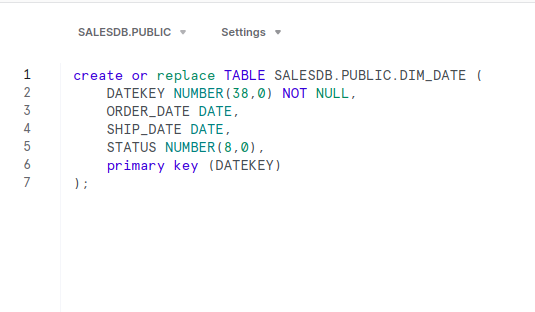 SALESDB.PUBLIC Settings
1 create or replace TABLE SALESDB.PUBLIC.DIM_DATE (
2 DATEKEY NUMBER(38,0) NOT NULL,
3 ORDER_DATE DATE,
4 SHIP_DATE DATE,
5 STATUS NUMBER(8,0),
6 primary key (DATEKEY)
7 );